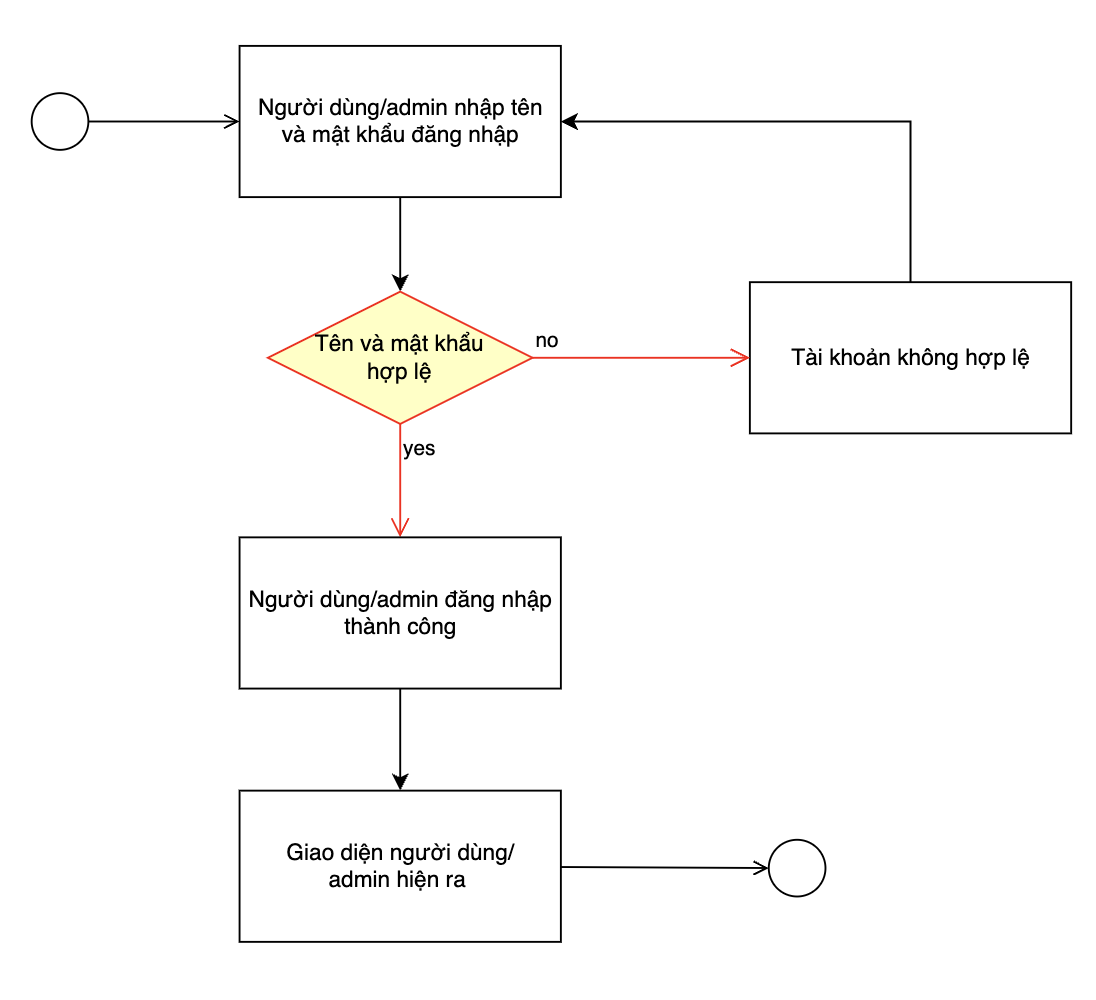 Người dùng/admin nhập tên
và mật khẩu đăng nhập
Tên và mật khẩu
hợp lệ
no
Tài khoản không hợp lệ
yes
Người dùng/admin đăng nhập
thành công
Giao diện người dùng/
admin hiện ra